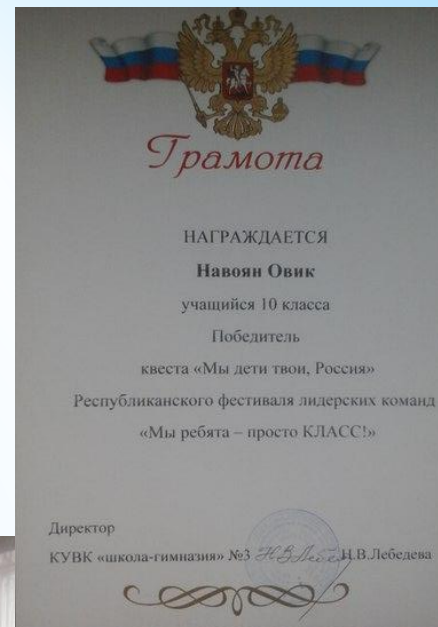 Грамота
НАГРАЖДАЕТСЯ
Навоян Овик
учащийся 10 класса
Победитель
квеста «Мы дети твои, Россия»
Республиканского фестиваля лидерских команд
«Мы ребята – просто КЛАСС!»
Директор
КУВК «школа-гимназия» №3 Н.В.Лебедева